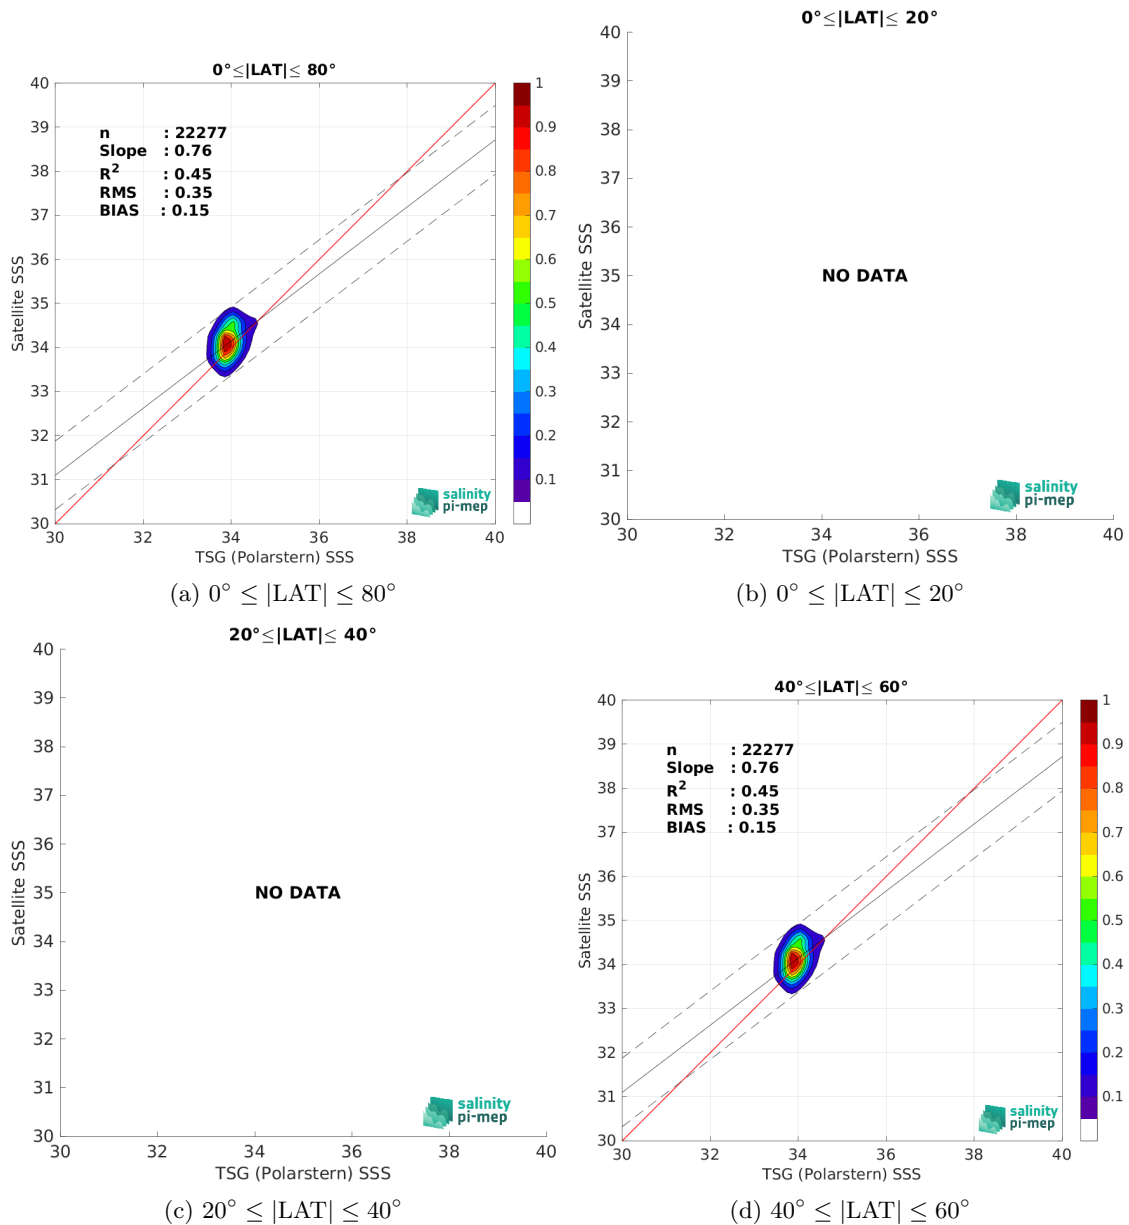 0°≤|LAT|≤ 80°
40
39
38
37
36
35
34
33
32
31
30
Satellite SSS
n : 22277
Slope : 0.76
R² : 0.45
RMS : 0.35
BIAS : 0.15
salinity
pi-mep
30 32 34 36 38 40
TSG (Polarstern) SSS
1
0.9
0.8
0.7
0.6
0.5
0.4
0.3
0.2
0.1
(a) 0° ≤ |LAT| ≤ 80°
0°≤|LAT|≤ 20°
40
39
38
37
36
35
34
33
32
31
30
Satellite SSS
NO DATA
salinity
pi-mep
30 32 34 36 38 40
TSG (Polarstern) SSS
(b) 0° ≤ |LAT| ≤ 20°
20°≤|LAT|≤ 40°
40
39
38
37
36
35
34
33
32
31
30
Satellite SSS
NO DATA
salinity
pi-mep
30 32 34 36 38 40
TSG (Polarstern) SSS
(c) 20° ≤ |LAT| ≤ 40°
40°≤|LAT|≤ 60°
40
39
38
37
36
35
34
33
32
31
30
Satellite SSS
n : 22277
Slope : 0.76
R² : 0.45
RMS : 0.35
BIAS : 0.15
salinity
pi-mep
30 32 34 36 38 40
TSG (Polarstern) SSS
1
0.9
0.8
0.7
0.6
0.5
0.4
0.3
0.2
0.1
(d) 40° ≤ |LAT| ≤ 60°